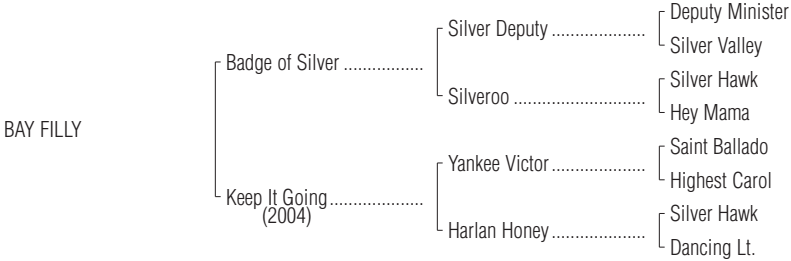 Deputy Minister
Silver Deputy ....................
Silver Valley
Badge of Silver .................
Silver Hawk
Silveroo ............................
Hey Mama
BAY FILLY
Saint Ballado
Yankee Victor ....................
Highest Carol
Keep It Going....................
(2004)
Silver Hawk
Harlan Honey ....................
Dancing Lt.